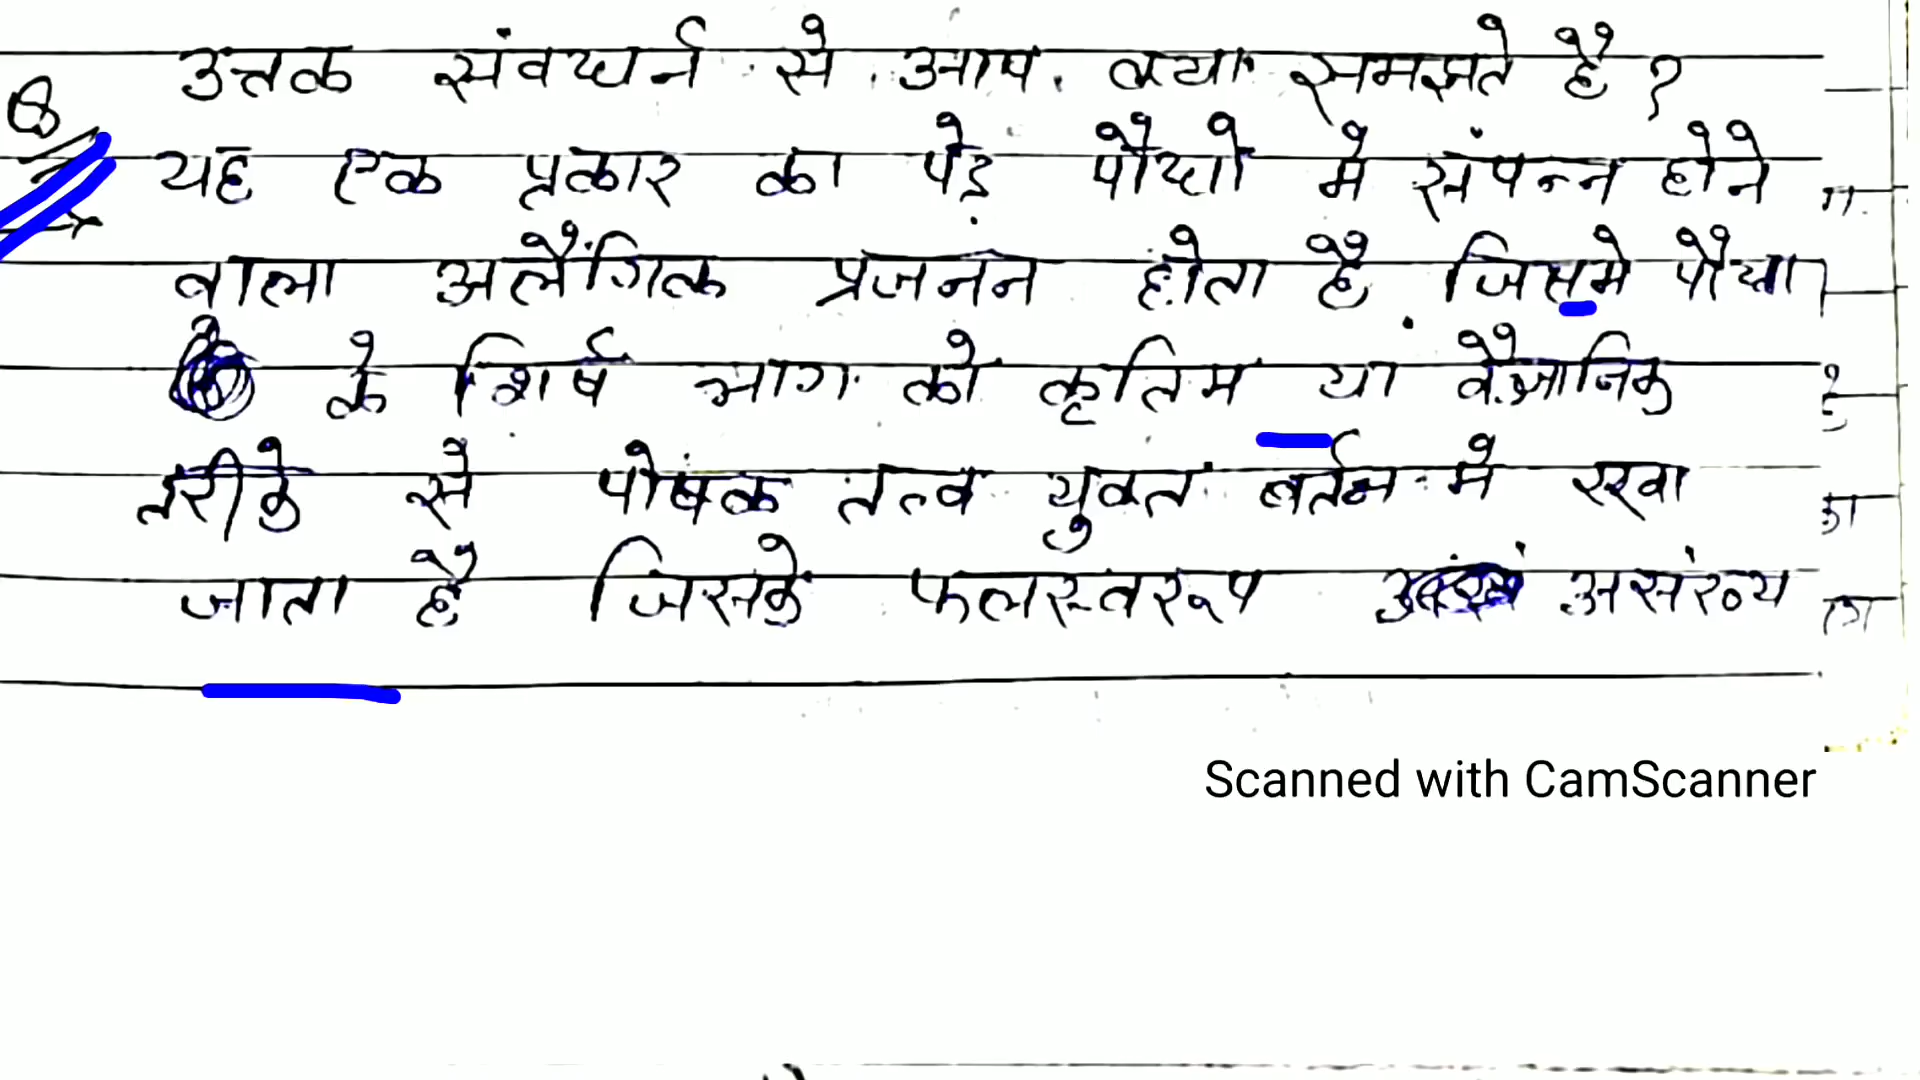 Q उत्तक संवर्धन से आप क्या समझते है?
यह एक प्रकार का पेड़ पौधो मे संपन्न होने
वाला अलैंगिक प्रजनन होता है जिसमे पौधा
के शिर्ष भाग को कृतिम या वैज्ञानिक
तरीके से पोषक तत्व युक्त बर्तन मे रखा
जाता है जिसके फलस्वरूप असंख्य
Scanned with CamScanner